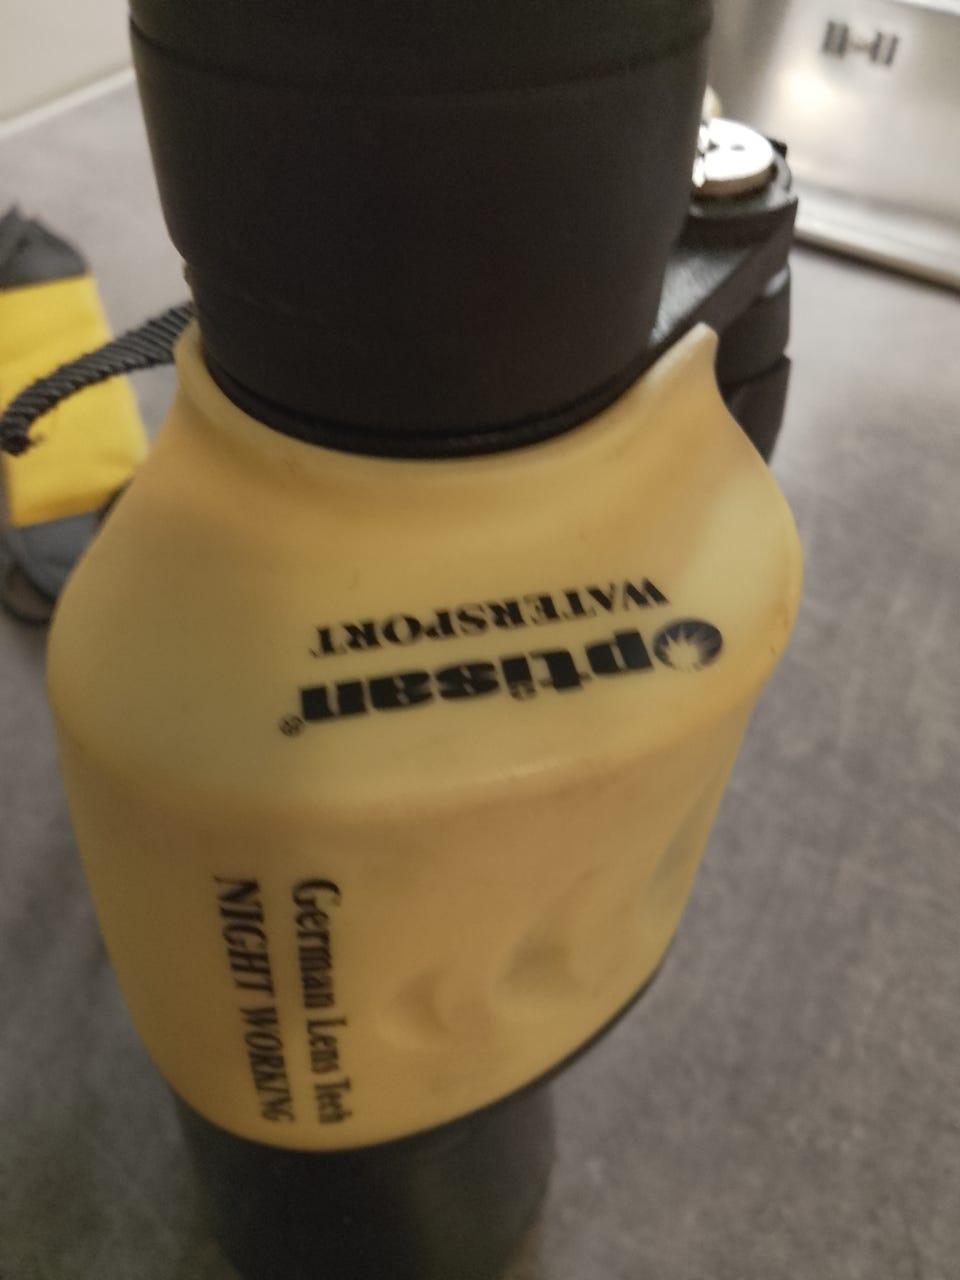 Optisan®
WATERSPORT
German Lens Tech
NIGHT WORKING